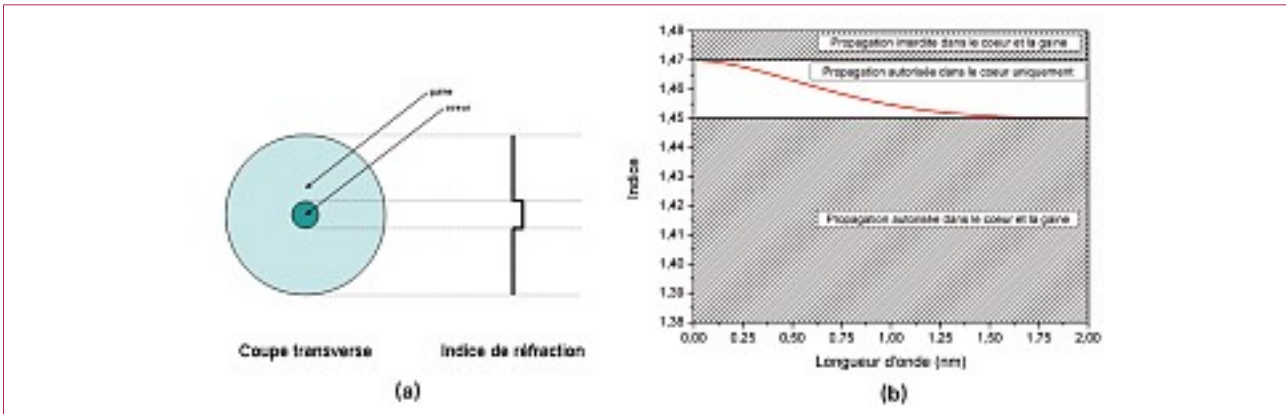 gaine
coeur
Coupe transverse
Indice de réfraction
(a)
Indice
1,48
1,47
1,46
1,45
1,44
1,43
1,42
1,41
1,40
1,39
1,38
Propagation interdite dans le coeur et la gaine
Propagation autorisée dans le coeur uniquement
Propagation autorisée dans le coeur et la gaine
0.00 0.25 0.50 0.75 1.00 1.25 1.50 1.75 2.00
Longueur d'onde (nm)
(b)